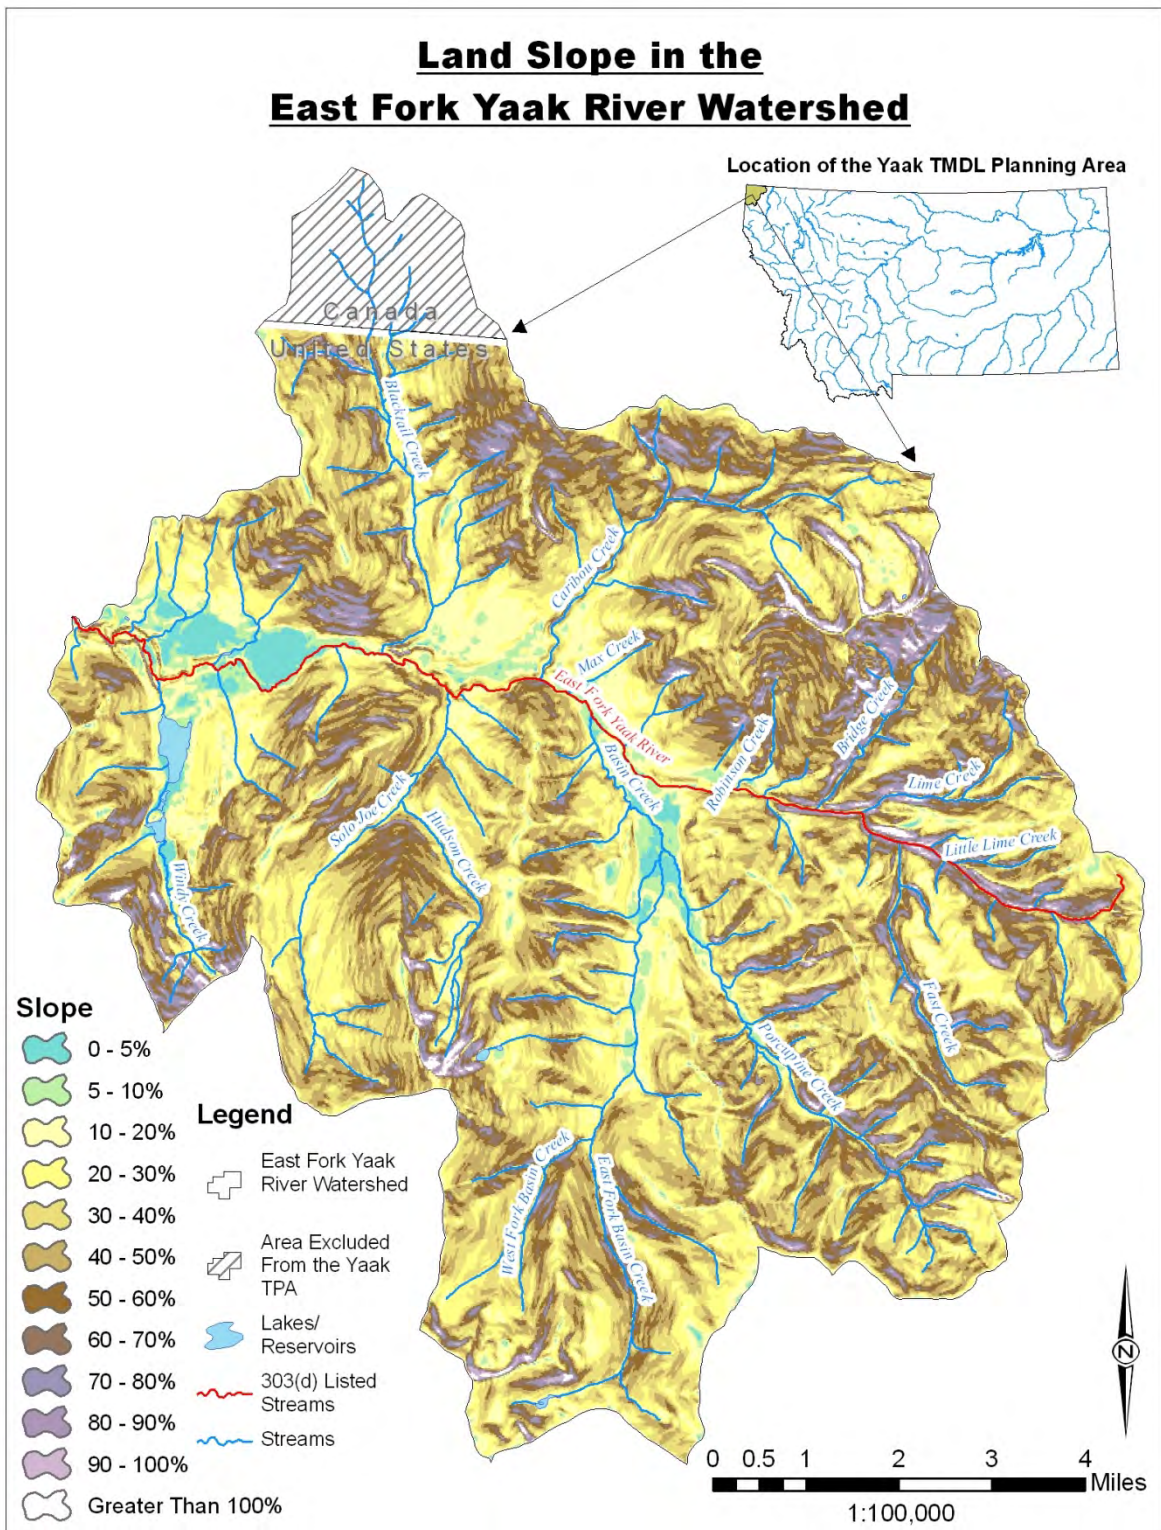 Land Slope in the
East Fork Yaak River Watershed
Location of the Yaak TMDL Planning Area
Canada
United States
Blacktail Creek
Caribou Creek
Max Creek
East Fork Yaak River
Basin Creek
Robinson Creek
Bridge Creek
Lime Creek
Little Lime Creek
Solo Joe Creek
Hudson Creek
Windy Creek
East Creek
Porcupine Creek
West Fork Basin Creek
East Fork Basin Creek
Slope
0 - 5%
5 - 10%
10 - 20%
20 - 30%
30 - 40%
40 - 50%
50 - 60%
60 - 70%
70 - 80%
80 - 90%
90 - 100%
Greater Than 100%
Legend
East Fork Yaak
River Watershed
Area Excluded
From the Yaak
TPA
Lakes/
Reservoirs
303(d) Listed
Streams
Streams
N
0 0.5 1 2 3 4
Miles
1:100,000